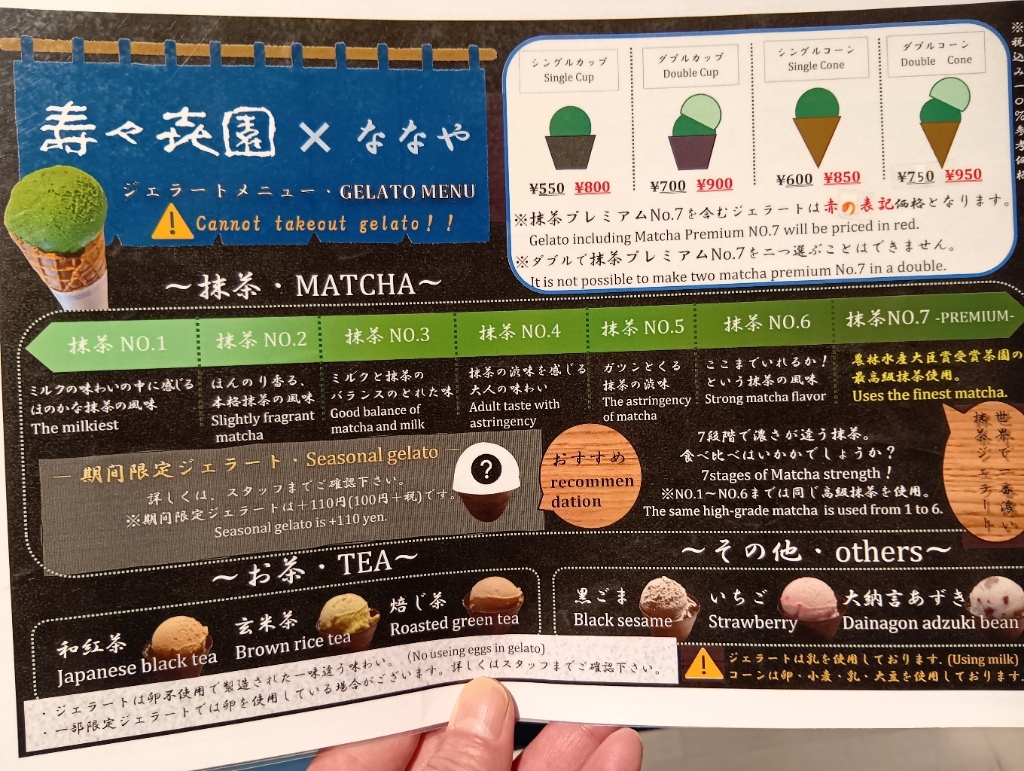 寿々喜園 × ななや
ジェラートメニュー・GELATO MENU
Cannot takeout gelato！！
シングルカップ
Single Cup
¥550 ¥800
ダブルカップ
Double Cup
¥700 ¥900
シングルコーン
Single Cone
¥600 ¥850
ダブルコーン
Double Cone
¥750 ¥950
※抹茶プレミアムNo.7を含むジェラートは赤の表記価格となります。
Gelato including Matcha Premium NO.7 will be priced in red.
※ダブルで抹茶プレミアムNo.7を二つ選ぶことはできません。
It is not possible to make two matcha premium No.7 in a double.
※税込み 10%参考価格
～抹茶・MATCHA～
抹茶 NO.1
ミルクの味わいの中に感じる
ほのかな抹茶の風味
The milkiest
抹茶 NO.2
ほんのり香る、
本格抹茶の風味
Slightly fragrant
matcha
抹茶 NO.3
ミルクと抹茶の
バランスのとれた味
Good balance of
matcha and milk
抹茶 NO.4
抹茶の渋味を感じる
大人の味わい
Adult taste with
astringency
抹茶 NO.5
ガツンとくる
抹茶の渋味
The astringency
of matcha
抹茶 NO.6
ここまでいれるか！
という抹茶の風味
Strong matcha flavor
抹茶NO.7 -PREMIUM-
農林水産大臣賞受賞茶園の
最高級抹茶使用。
Uses the finest matcha.
期間限定ジェラート・Seasonal gelato
詳しくは、スタッフまでご確認下さい。
※期間限定ジェラートは＋110円(100円＋税)です。
Seasonal gelato is +110 yen.
?
おすすめ
recommen
dation
7段階で濃さが違う抹茶。
食べ比べはいかかでしょうか？
7stages of Matcha strength！
※NO.1～NO.6までは同じ高級抹茶を使用。
The same high-grade matcha is used from 1 to 6.
世界で一番濃い
抹茶ジェラート
～お茶・TEA～
和紅茶
Japanese black tea
玄米茶
Brown rice tea
焙じ茶
Roasted green tea
～その他・others～
黒ごま
Black sesame
いちご
Strawberry
大納言あずき
Dainagon adzuki bean
・ジェラートは卵不使用で製造された一味違う味わい。 (No useing eggs in gelato)
・一部限定ジェラートでは卵を使用している場合がございます。詳しくはスタッフまでご確認下さい。
ジェラートは乳を使用しております. (Using milk)
コーンは卵・小麦・乳・大豆を使用しております.